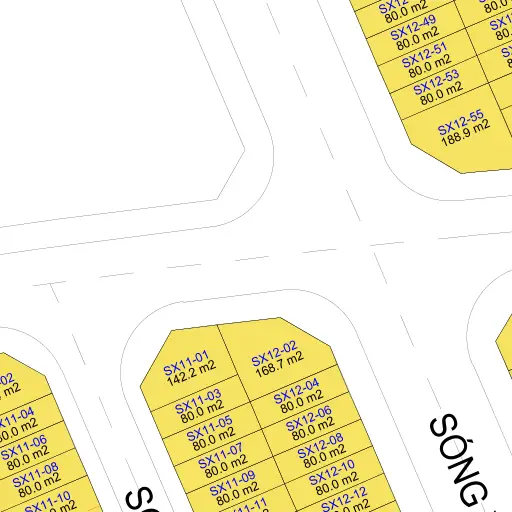 80.0 m2
SX12-49
80.0 m2
SX12-51
80.0 m2
SX12-53
80.0 m2
SX12-55
188.9 m2
SX11-01
142.2 m2
SX12-02
168.7 m2
SX11-03
80.0 m2
SX12-04
80.0 m2
SX11-05
80.0 m2
SX12-06
80.0 m2
SX11-07
80.0 m2
SX12-08
80.0 m2
SX11-09
80.0 m2
SX12-10
80.0 m2
SX12-12
SX11-06
80.0 m2
SX11-08
80.0 m2
SX11-10
SÓNG